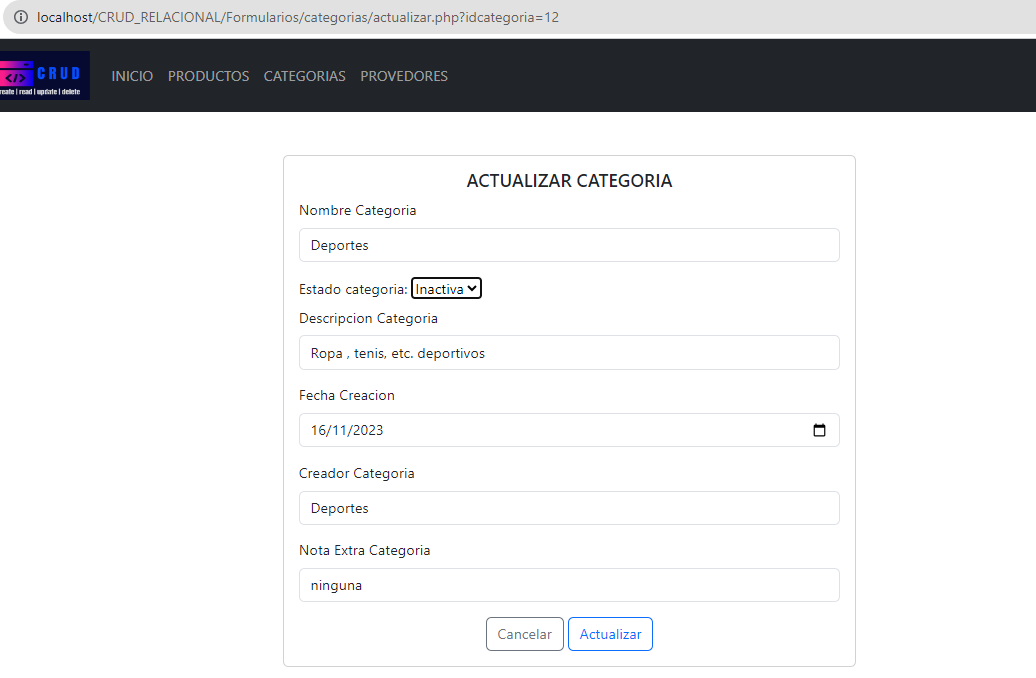 localhost/CRUD_RELACIONAL/Formularios/categorias/actualizar.php?idcategoria=12
</> CRUD
reate | read | update | delete
INICIO PRODUCTOS CATEGORIAS PROVEDORES
ACTUALIZAR CATEGORIA
Nombre Categoria
Deportes
Estado categoria: Inactiva
Descripcion Categoria
Ropa , tenis, etc. deportivos
Fecha Creacion
16/11/2023
Creador Categoria
Deportes
Nota Extra Categoria
ninguna
Cancelar Actualizar